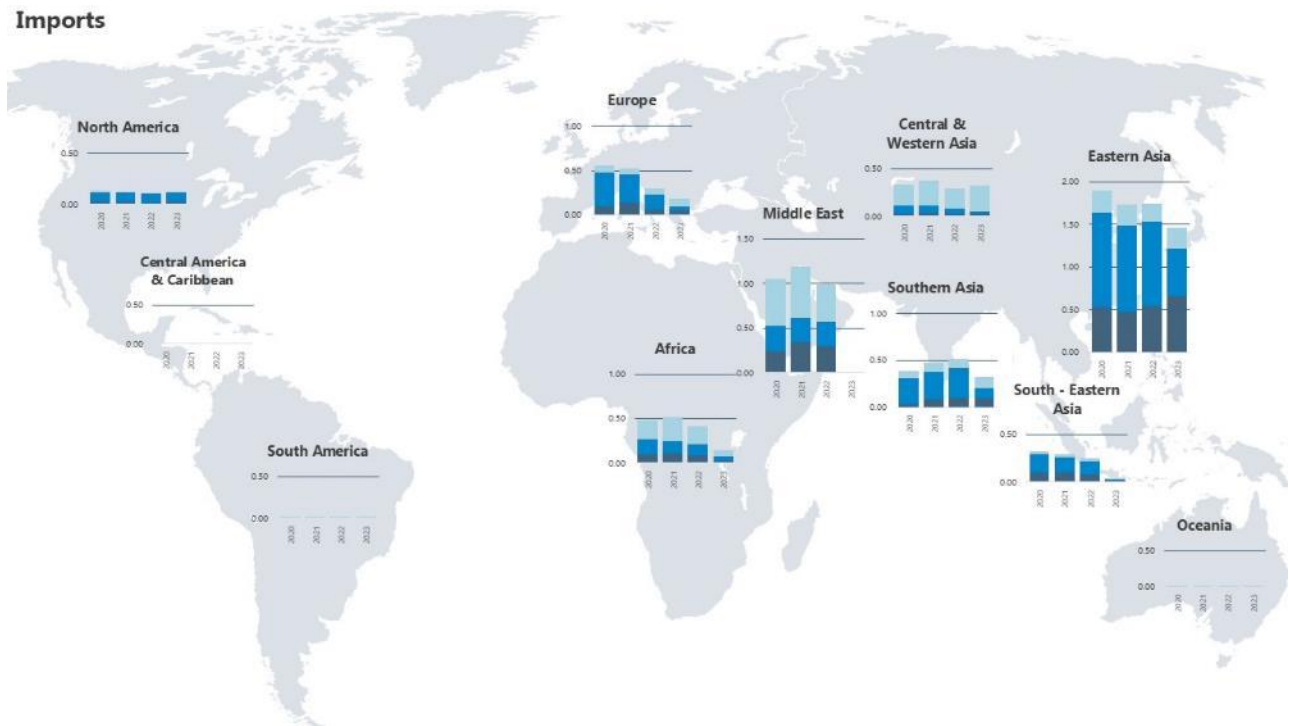 Imports
North America
0.50
0.00
2020 2021 2022 2023
Central America
& Caribbean
0.50
0.00
2020 2021 2022 2023
South America
0.50
0.00
2020 2021 2022 2023
Europe
1.00
0.50
0.00
2020 2021 2022 2023
Africa
1.00
0.50
0.00
2020 2021 2022 2023
Middle East
1.50
1.00
0.50
0.00
2020 2021 2022 2023
Central &
Western Asia
0.50
0.00
2020 2021 2022 2023
Southern Asia
1.00
0.50
0.00
2020 2021 2022 2023
Eastern Asia
2.00
1.50
1.00
0.50
0.00
2020 2021 2022 2023
South - Eastern
Asia
0.50
0.00
2020 2021 2022 2023
Oceania
0.50
0.00
2020 2021 2022 2023